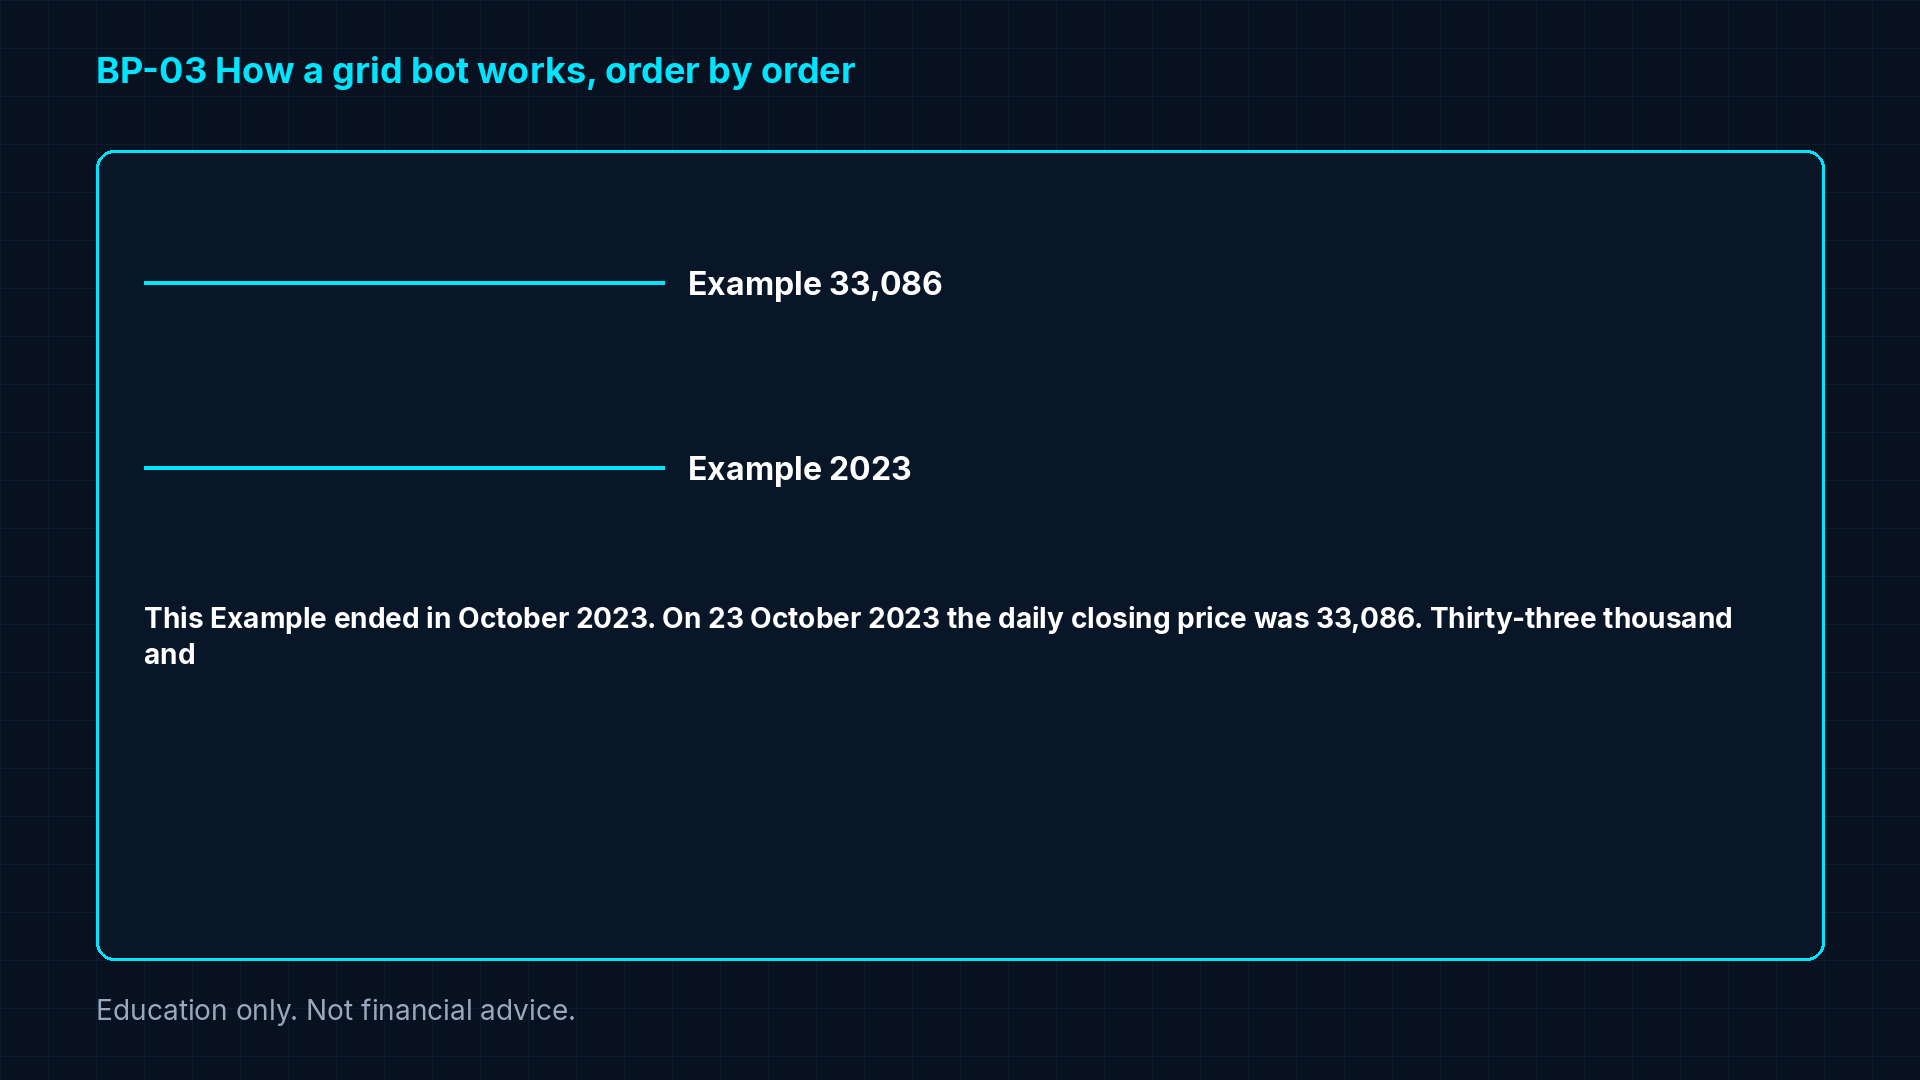 BP-03 How a grid bot works, order by order
Example 33,086
Example 2023
This Example ended in October 2023. On 23 October 2023 the daily closing price was 33,086. Thirty-three thousand
and
Education only. Not financial advice.